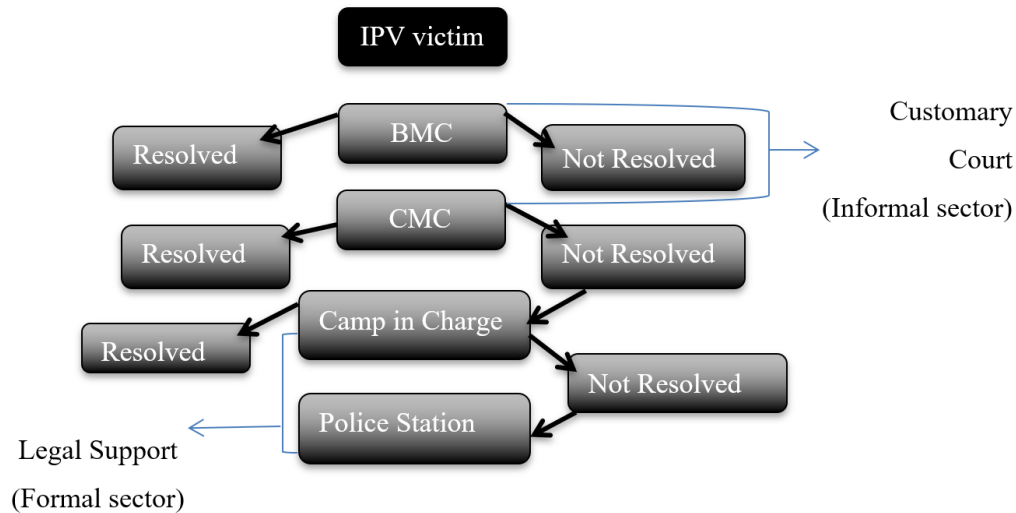 IPV victim
BMC
Resolved
Not Resolved
Customary
Court
(Informal sector)
CMC
Resolved
Not Resolved
Camp in Charge
Resolved
Not Resolved
Police Station
Legal Support
(Formal sector)